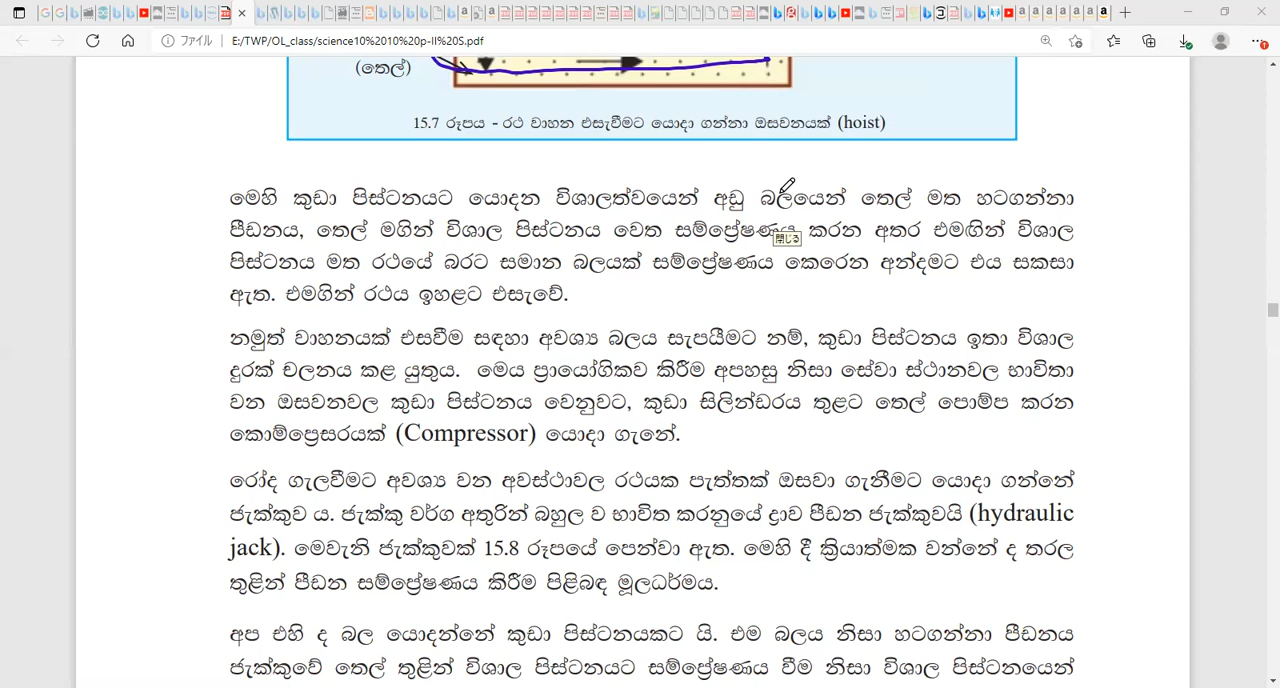 ファイル E:/TWP/OL_class/science10%2010%20p-II%20S.pdf
(තෙල්)
15.7 රූපය - රථ වාහන එසැවීමට යොදා ගන්නා ඔසවනයක් (hoist)
මෙහි කුඩා පිස්ටනයට යොදන විශාලත්වයෙන් අඩු බලයෙන් තෙල් මත හටගන්නා
පීඩනය, තෙල් මගින් විශාල පිස්ටනය වෙත සම්ප්‍රේෂණය කරන අතර එමඟින් විශාල
閉じる
පිස්ටනය මත රථයේ බරට සමාන බලයක් සම්ප්‍රේෂණය කෙරෙන අන්දමට එය සකසා
ඇත. එමගින් රථය ඉහළට එසැවේ.
නමුත් වාහනයක් එසවීම සඳහා අවශ්‍ය බලය සැපයීමට නම්, කුඩා පිස්ටනය ඉතා විශාල
දුරක් චලනය කළ යුතුය. මෙය ප්‍රායෝගිකව කිරීම අපහසු නිසා සේවා ස්ථානවල භාවිතා
වන ඔසවනවල කුඩා පිස්ටනය වෙනුවට, කුඩා සිලින්ඩරය තුළට තෙල් පොම්ප කරන
කොම්ප්‍රෙසරයක් (Compressor) යොදා ගැනේ.
රෝද ගැලවීමට අවශ්‍ය වන අවස්ථාවල රථයක පැත්තක් ඔසවා ගැනීමට යොදා ගන්නේ
ජැක්කුව ය. ජැක්කු වර්ග අතුරින් බහුල ව භාවිත කරනුයේ ද්‍රාව පීඩන ජැක්කුවයි (hydraulic
jack). මෙවැනි ජැක්කුවක් 15.8 රූපයේ පෙන්වා ඇත. මෙහි දී ක්‍රියාත්මක වන්නේ ද තරල
තුළින් පීඩන සම්ප්‍රේෂණය කිරීම පිළිබඳ මූලධර්මය.
අප එහි ද බල යොදන්නේ කුඩා පිස්ටනයකට යි. එම බලය නිසා හටගන්නා පීඩනය
ජැක්කුවේ තෙල් තුළින් විශාල පිස්ටනයට සම්ප්‍රේෂණය වීම නිසා විශාල පිස්ටනයෙන්